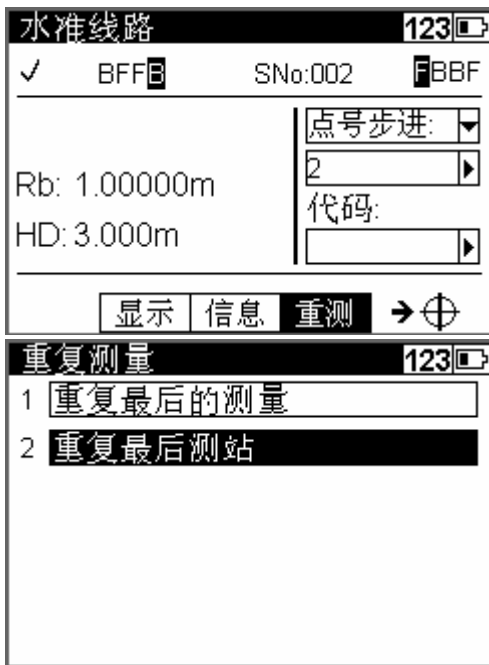 水准线路 123
✓ BFFB SNo:002 FBBF
点号步进:
Rb: 1.00000m 2
代码:
HD: 3.000m
显示 信息 重测
重复测量 123
1 重复最后的测量
2 重复最后测站